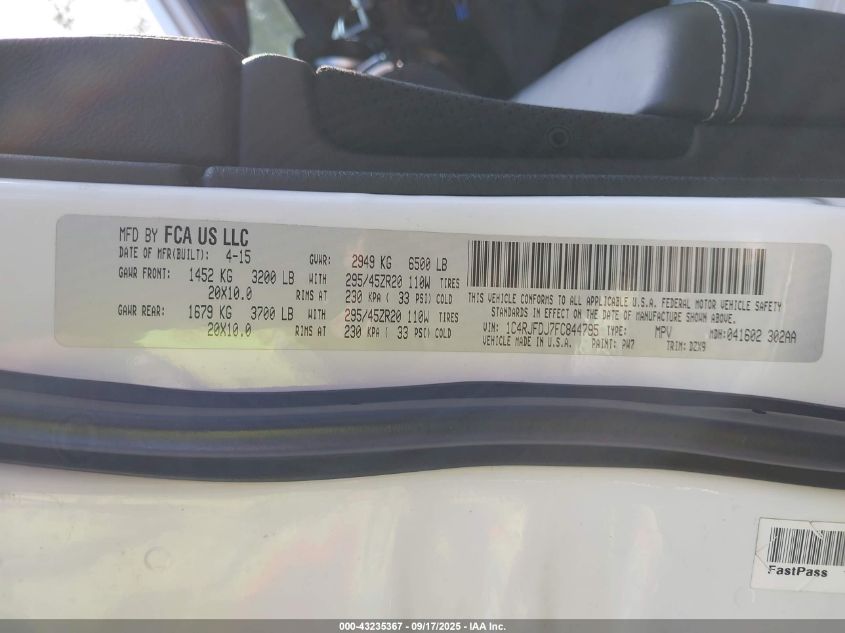 MFD BY FCA US LLC
DATE OF MFR(BUILT): 4-15 GVWR: 2949 KG 6500 LB
GAWR FRONT: 1452 KG 3200 LB WITH 295/45ZR20 110W TIRES
20X10.0 RIMS AT 230 KPA ( 33 PSI) COLD
GAWR REAR: 1679 KG 3700 LB WITH 295/45ZR20 110W TIRES
20X10.0 RIMS AT 230 KPA ( 33 PSI) COLD
THIS VEHICLE CONFORMS TO ALL APPLICABLE U.S.A. FEDERAL MOTOR VEHICLE SAFETY
STANDARDS IN EFFECT ON THE DATE OF MANUFACTURE SHOWN ABOVE.
VIN: 1C4RJFDJ7FC844795 TYPE: MPV MDH: 041602 302AA
VEHICLE MADE IN U.S.A. PAINT: PW7 TRIM: DZX9
FastPass
000-43235367 - 09/17/2025 - IAA Inc.